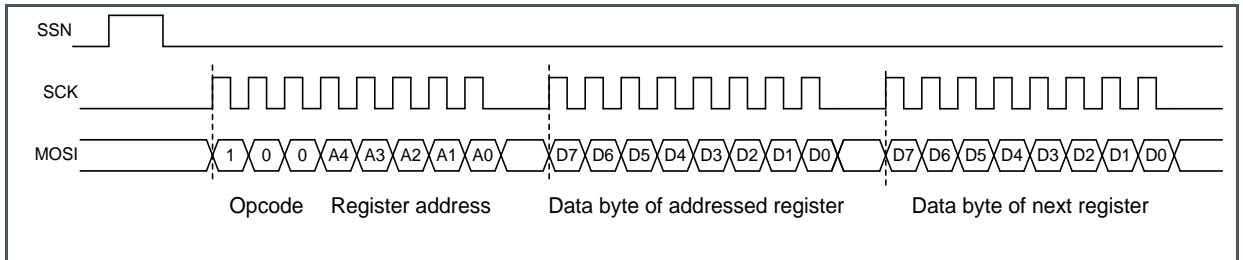 SSN
SCK
MOSI 1 0 0 A4 A3 A2 A1 A0 D7 D6 D5 D4 D3 D2 D1 D0 D7 D6 D5 D4 D3 D2 D1 D0
Opcode Register address Data byte of addressed register Data byte of next register